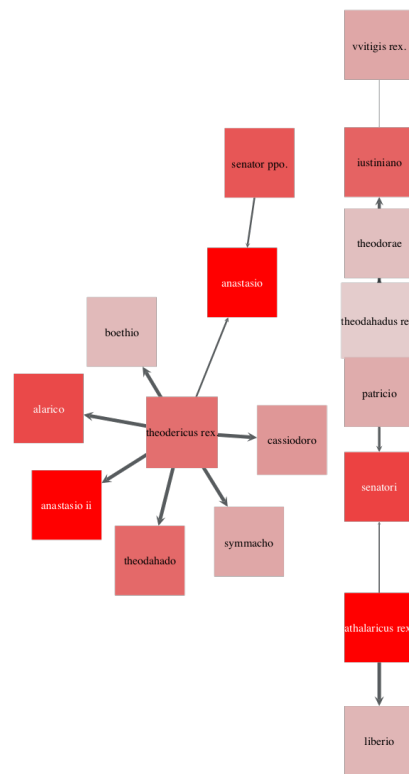 vvitigis rex.
senator ppo.
iustiniano
theodorae
anastasio
theodahadus re
boethio
patricio
alarico
theodericus rex
cassiodoro
anastasio ii
senatori
theodahado
symmacho
athalaricus rex
liberio